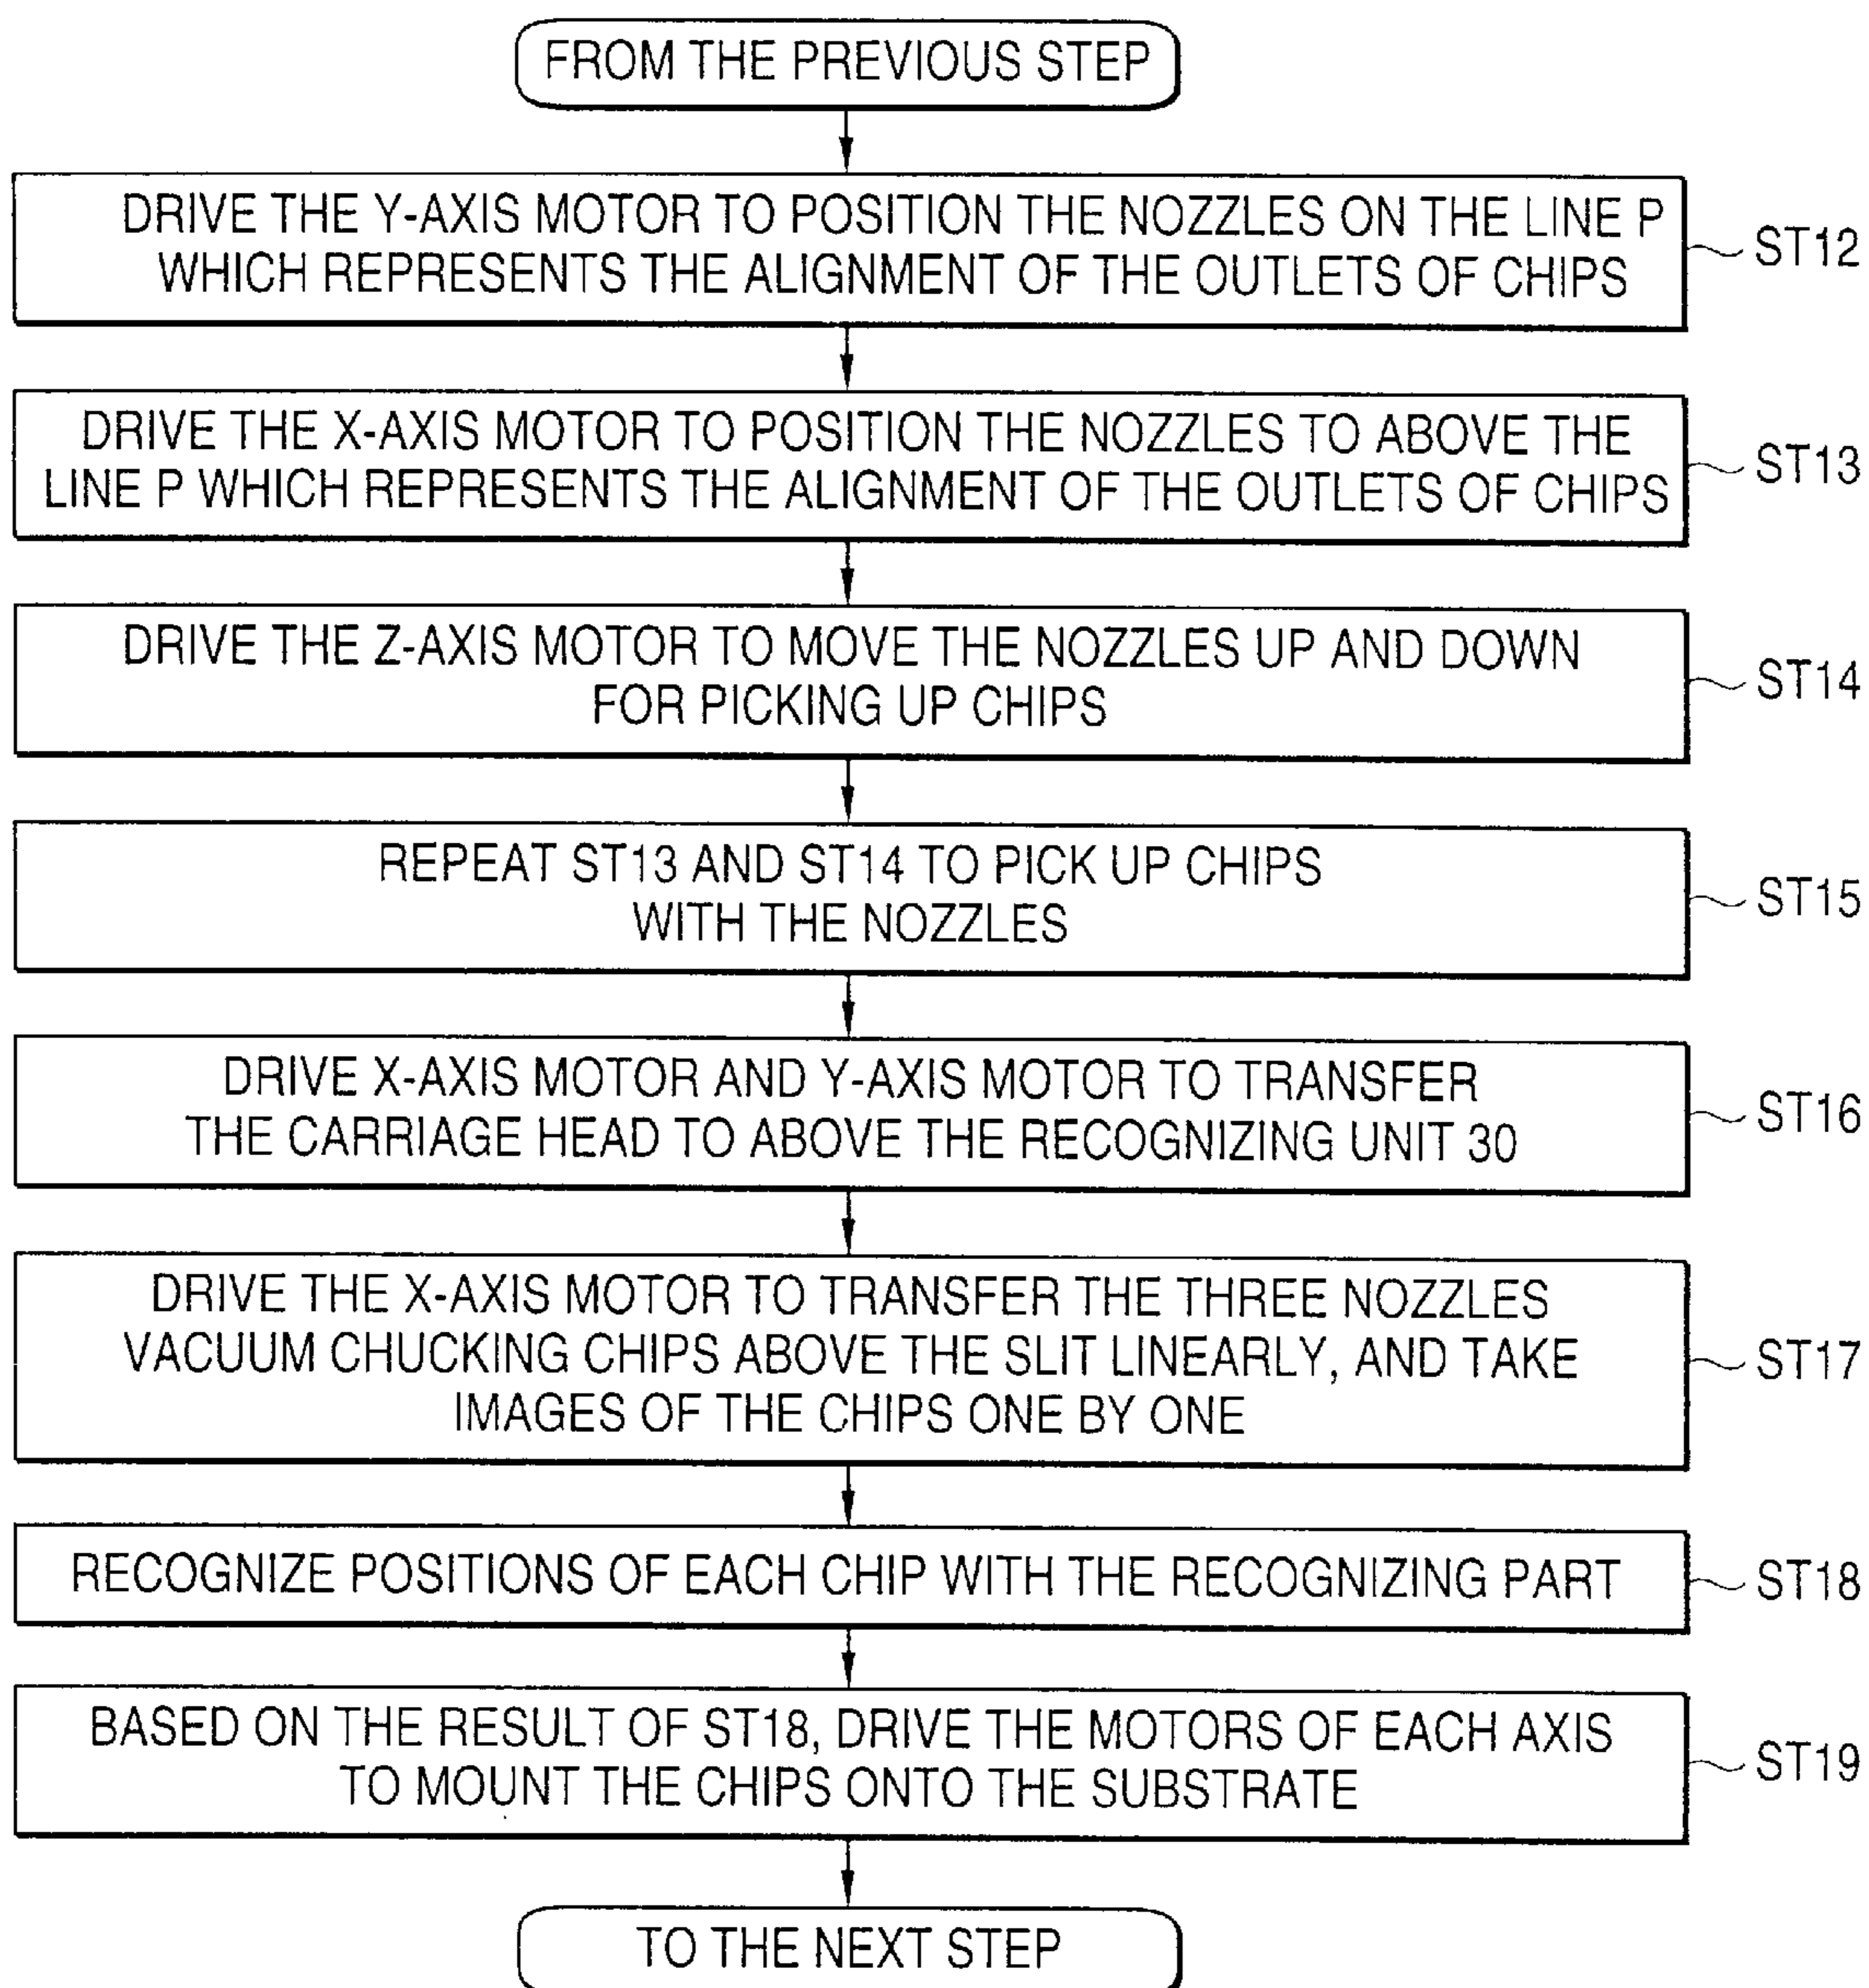 FROM THE PREVIOUS STEP
DRIVE THE Y-AXIS MOTOR TO POSITION THE NOZZLES ON THE LINE P
WHICH REPRESENTS THE ALIGNMENT OF THE OUTLETS OF CHIPS
ST12
DRIVE THE X-AXIS MOTOR TO POSITION THE NOZZLES TO ABOVE THE
LINE P WHICH REPRESENTS THE ALIGNMENT OF THE OUTLETS OF CHIPS
ST13
DRIVE THE Z-AXIS MOTOR TO MOVE THE NOZZLES UP AND DOWN
FOR PICKING UP CHIPS
ST14
REPEAT ST13 AND ST14 TO PICK UP CHIPS
WITH THE NOZZLES
ST15
DRIVE X-AXIS MOTOR AND Y-AXIS MOTOR TO TRANSFER
THE CARRIAGE HEAD TO ABOVE THE RECOGNIZING UNIT 30
ST16
DRIVE THE X-AXIS MOTOR TO TRANSFER THE THREE NOZZLES
VACUUM CHUCKING CHIPS ABOVE THE SLIT LINEARLY, AND TAKE
IMAGES OF THE CHIPS ONE BY ONE
ST17
RECOGNIZE POSITIONS OF EACH CHIP WITH THE RECOGNIZING PART
ST18
BASED ON THE RESULT OF ST18, DRIVE THE MOTORS OF EACH AXIS
TO MOUNT THE CHIPS ONTO THE SUBSTRATE
ST19
TO THE NEXT STEP